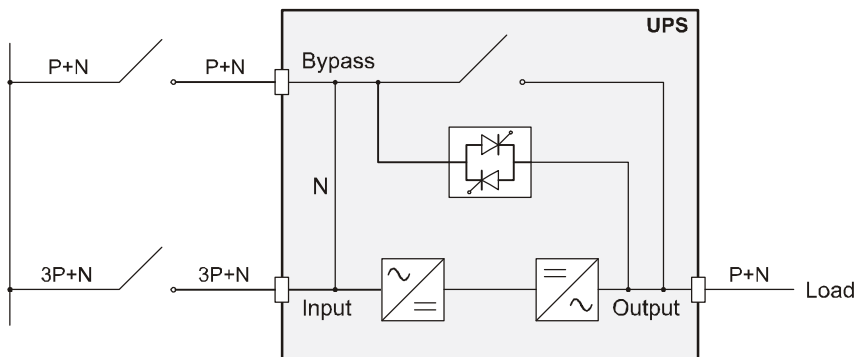 UPS
P+N
P+N
Bypass
N
3P+N
3P+N
Input
Output
P+N
Load